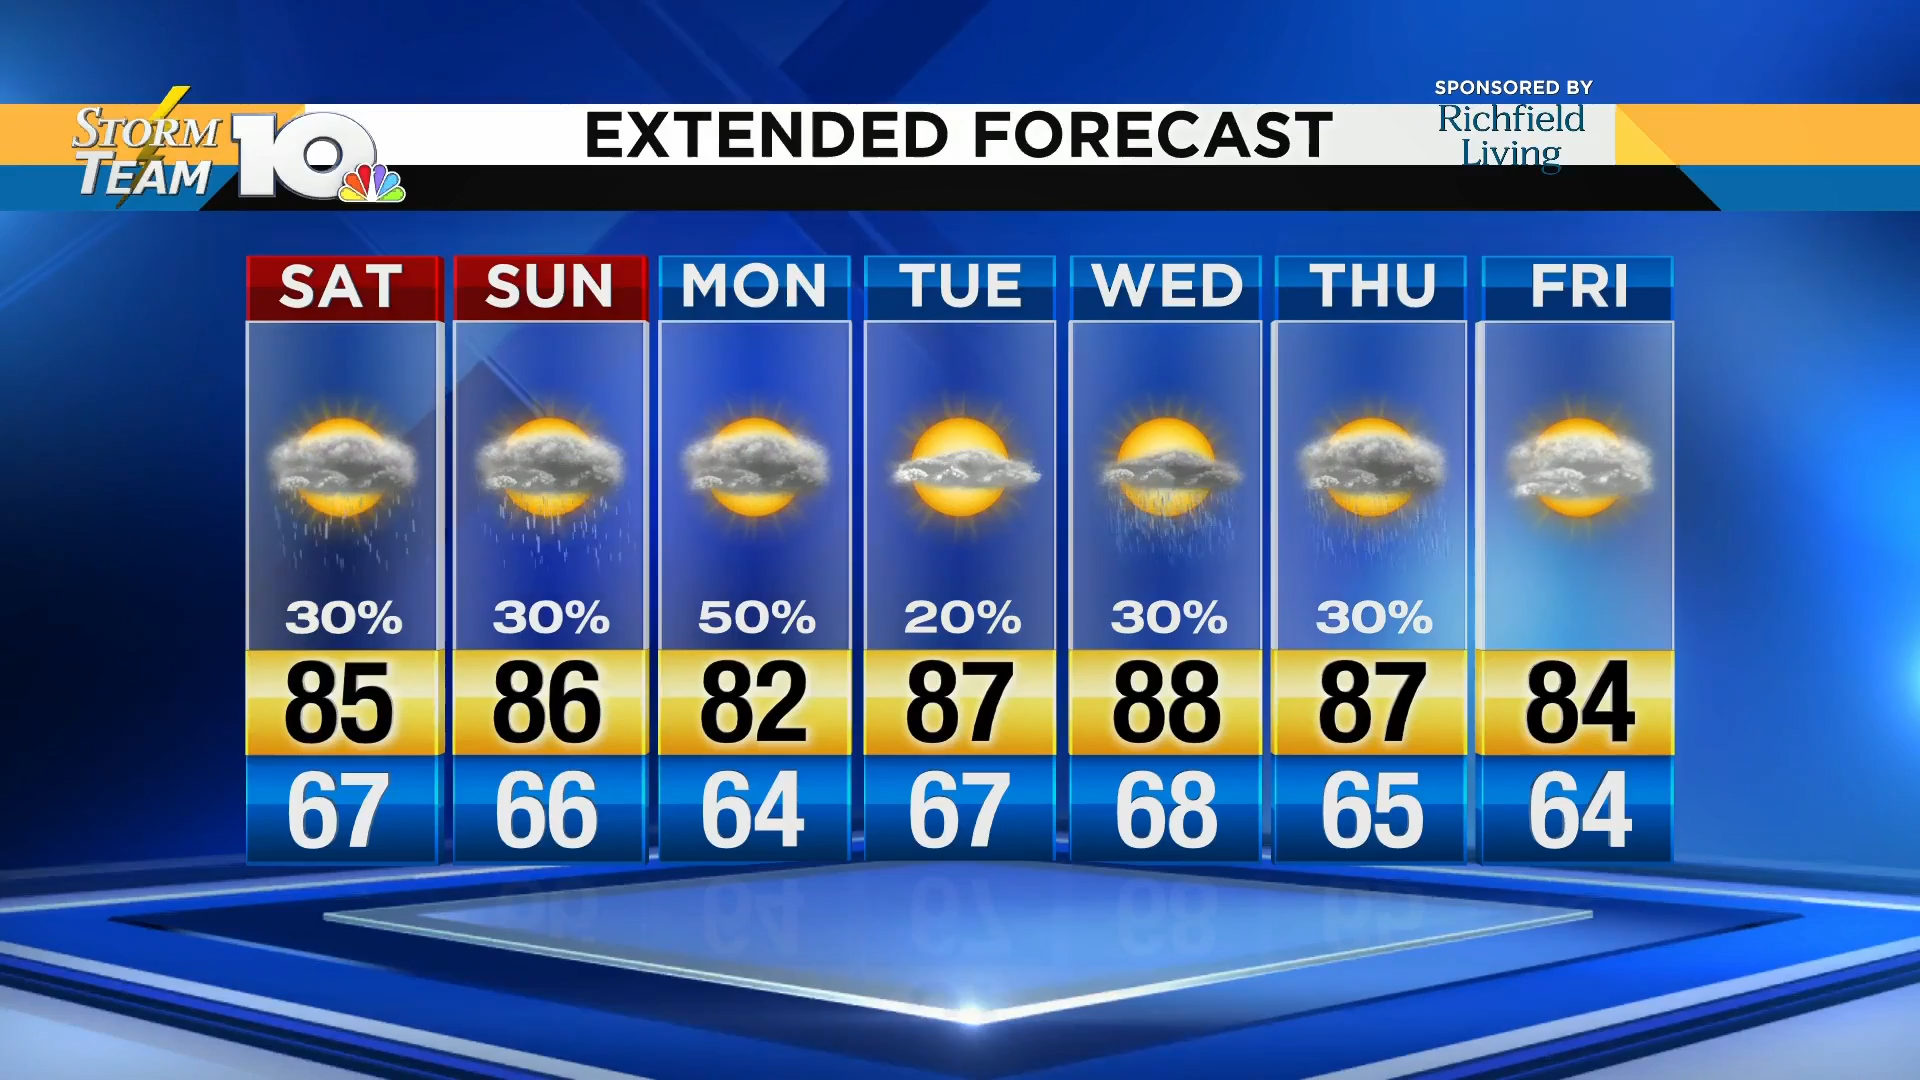 SPONSORED BY
STORM TEAM 10
EXTENDED FORECAST
Richfield
Living
SAT SUN MON TUE WED THU FRI
30% 30% 50% 20% 30% 30%
85 86 82 87 88 87 84
67 66 64 67 68 65 64